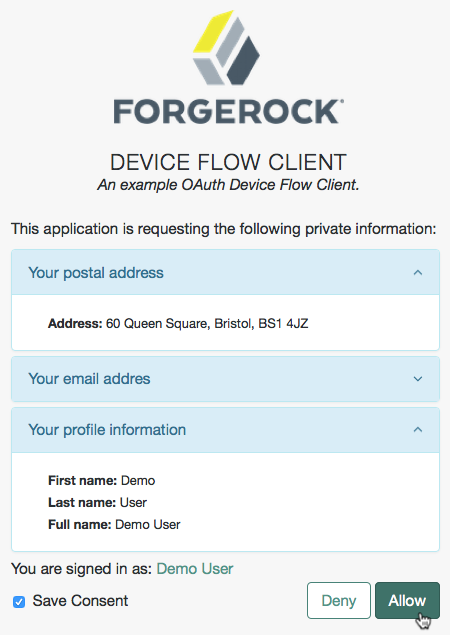 FORGEROCK
DEVICE FLOW CLIENT
An example OAuth Device Flow Client.
This application is requesting the following private information:
Your postal address
Address: 60 Queen Square, Bristol, BS1 4JZ
Your email addres
Your profile information
First name: Demo
Last name: User
Full name: Demo User
You are signed in as: Demo User
Save Consent
Deny
Allow